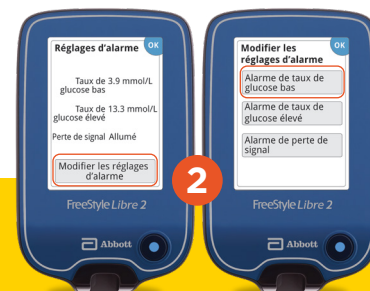 Réglages d'alarme
OK
Taux de 3.9 mmol/L
glucose bas
Taux de 13.3 mmol/L
glucose élevé
Perte de signal Allumé
Modifier les réglages
d'alarme
FreeStyle Libre 2
Abbott
2
Modifier les
réglages d'alarme
OK
Alarme de taux de
glucose bas
Alarme de taux de
glucose élevé
Alarme de perte de
signal
FreeStyle Libre 2
Abbott